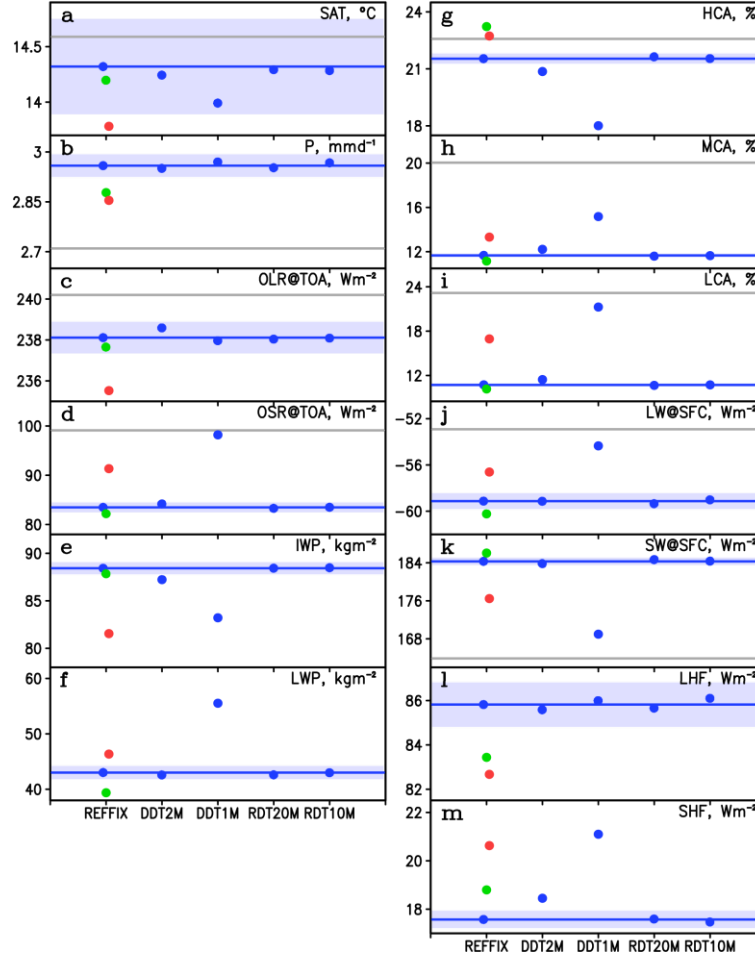 a SAT, °C
14.5
14
b P, mmd⁻¹
3
2.85
2.7
c OLR@TOA, Wm⁻²
240
238
236
d OSR@TOA, Wm⁻²
100
90
80
e IWP, kgm⁻²
90
85
80
f LWP, kgm⁻²
60
50
40
REFFIX DDT2M DDT1M RDT20M RDT10M
g HCA, %
24
21
18
h MCA, %
20
16
12
i LCA, %
24
18
12
j LW@SFC, Wm⁻²
-52
-56
-60
k SW@SFC, Wm⁻²
184
176
168
l LHF, Wm⁻²
86
84
82
m SHF, Wm⁻²
22
20
18
REFFIX DDT2M DDT1M RDT20M RDT10M